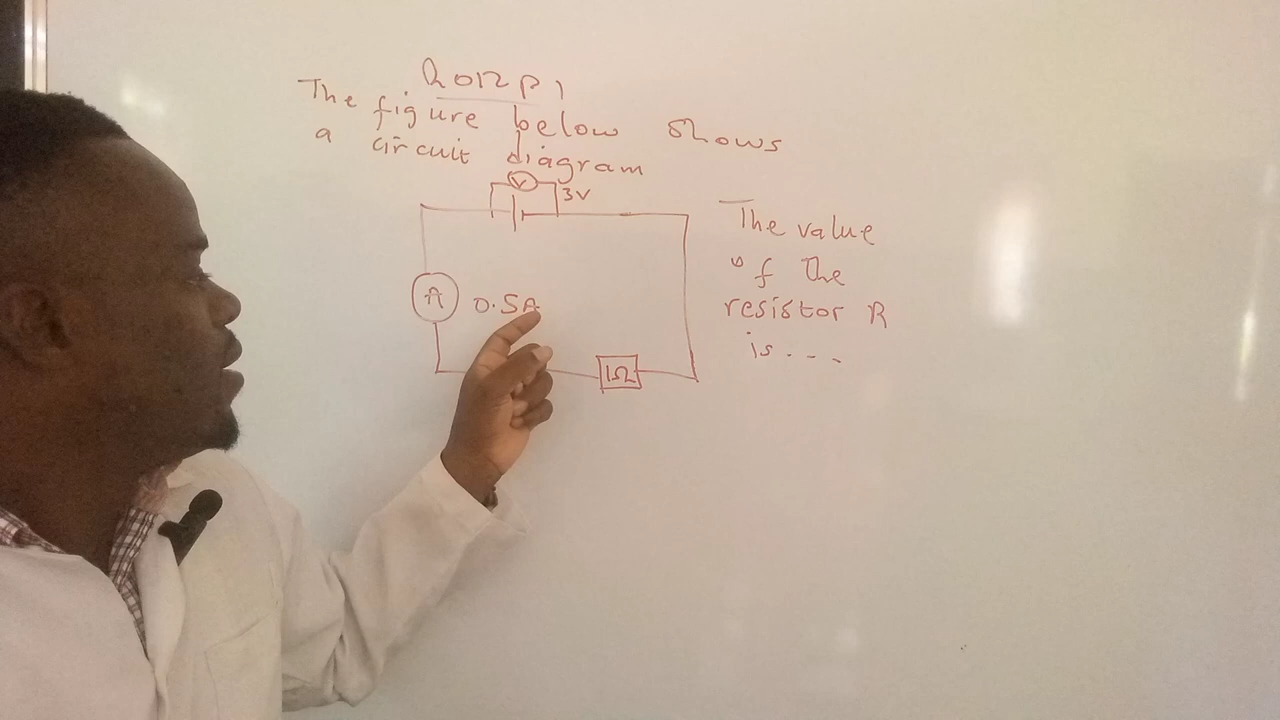 2012 P1
The figure below shows
a circuit diagram
V
3V
A
0.5A
1Ω
The value
of the
resistor R
is....